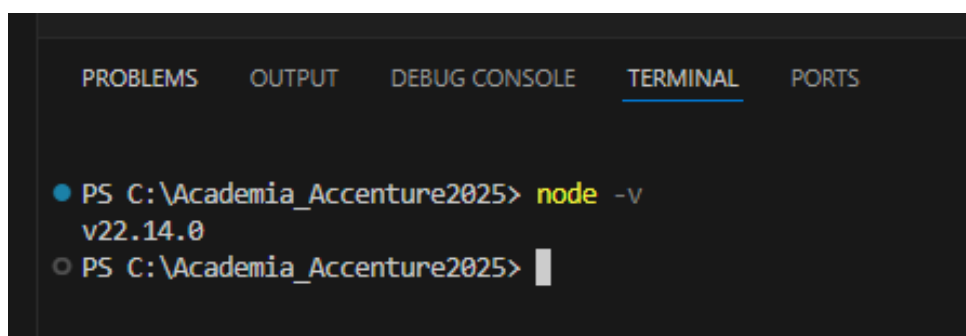 PROBLEMS OUTPUT DEBUG CONSOLE TERMINAL PORTS
PS C:\Academia_Accenture2025> node -v
v22.14.0
PS C:\Academia_Accenture2025>